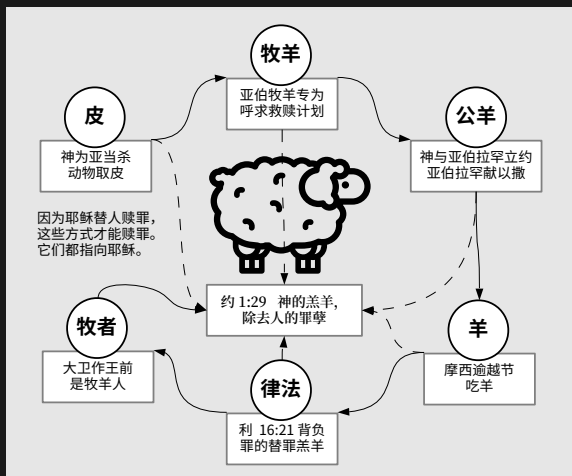 牧羊
亚伯牧羊专为
呼求救赎计划
皮
神为亚当杀
动物取皮
公羊
神与亚伯拉罕立约
亚伯拉罕献以撒
因为耶稣替人赎罪，
这些方式才能赎罪。
它们都指向耶稣。
约 1:29 神的羔羊,
除去人的罪孽
牧者
大卫作王前
是牧羊人
羊
摩西逾越节
吃羊
律法
利 16:21 背负
罪的替罪羔羊